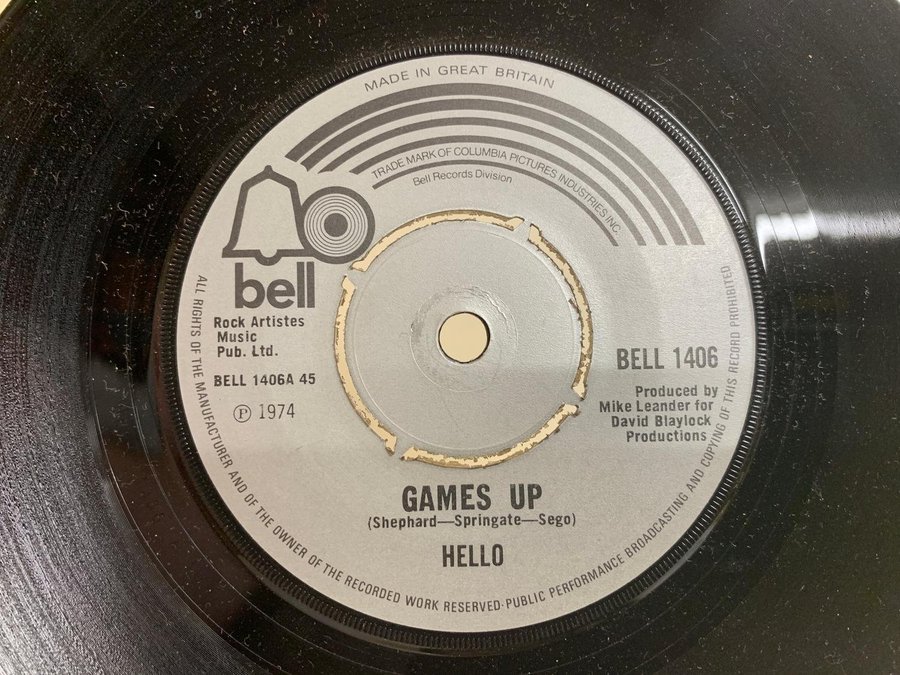 MADE IN GREAT BRITAIN
TRADE MARK OF COLUMBIA PICTURES INDUSTRIES INC.
Bell Records Division
bell
Rock Artistes
Music
Pub. Ltd.
BELL 1406A 45
Ⓟ 1974
BELL 1406
Produced by
Mike Leander for
David Blaylock
Productions
GAMES UP
(Shephard—Springate—Sego)
HELLO
ALL RIGHTS OF THE MANUFACTURER AND OF THE OWNER OF THE RECORDED WORK RESERVED·PUBLIC PERFORMANCE BROADCASTING AND COPYING OF THIS RECORD PROHIBITED